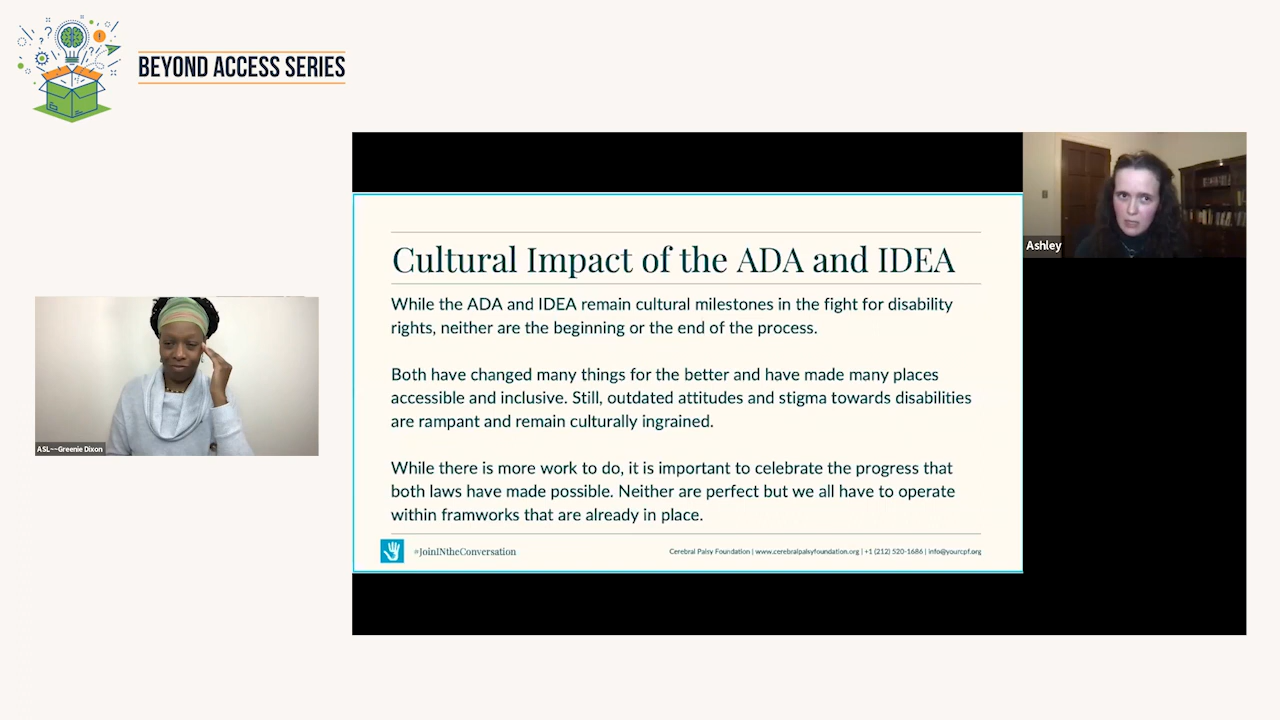 BEYOND ACCESS SERIES
Ashley
Cultural Impact of the ADA and IDEA
While the ADA and IDEA remain cultural milestones in the fight for disability
rights, neither are the beginning or the end of the process.
Both have changed many things for the better and have made many places
accessible and inclusive. Still, outdated attitudes and stigma towards disabilities
are rampant and remain culturally ingrained.
While there is more work to do, it is important to celebrate the progress that
both laws have made possible. Neither are perfect but we all have to operate
within framworks that are already in place.
#JoinINtheConversation
Cerebral Palsy Foundation | www.cerebralpalsyfoundation.org | +1 (212) 520-1686 | info@yourcpf.org
ASL--Greenie Dixon